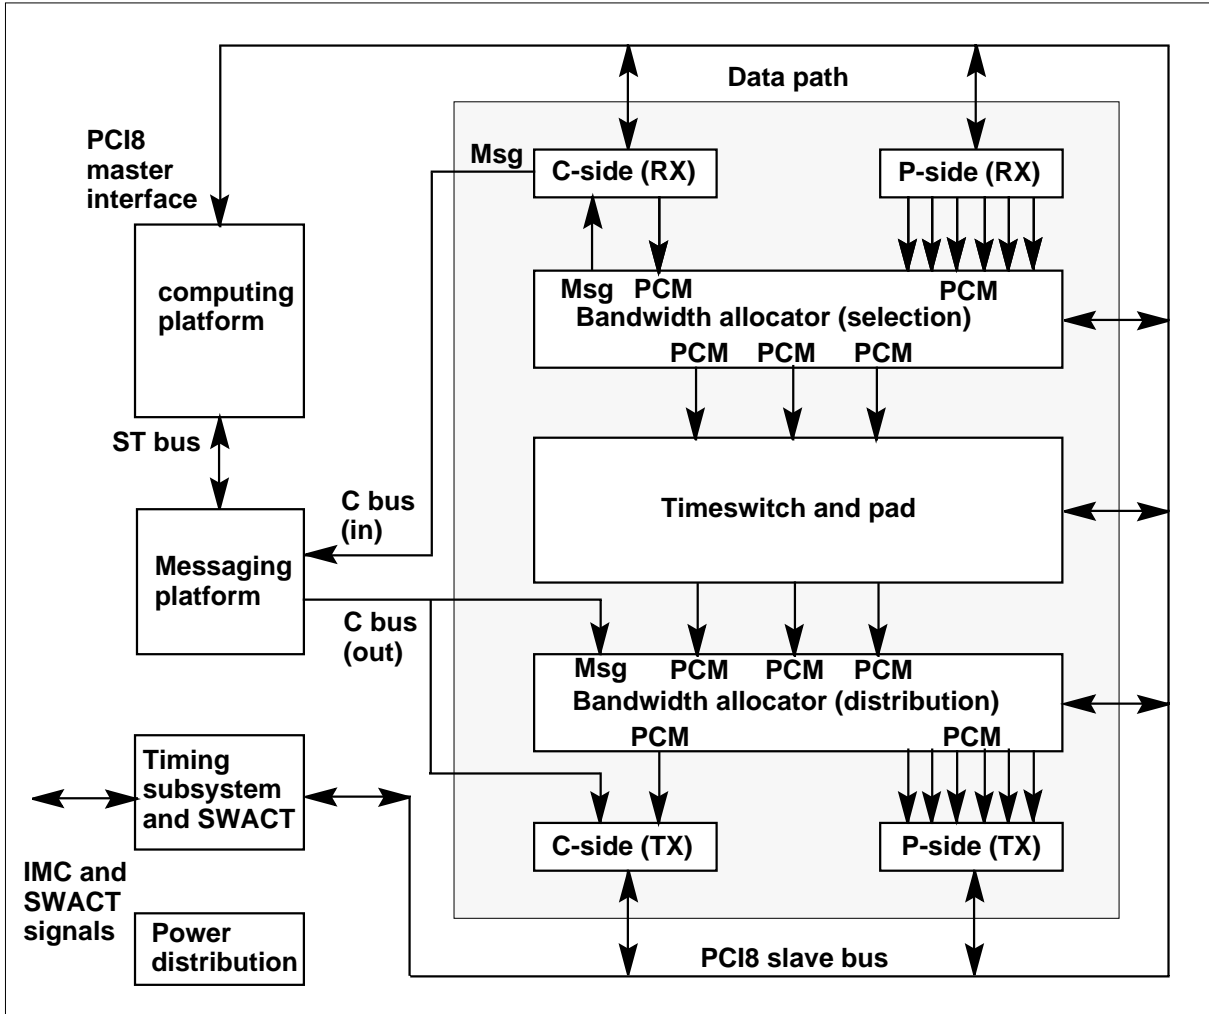 Data path
PCI8
master
interface
Msg
C-side (RX)
P-side (RX)
computing
platform
Msg PCM PCM
Bandwidth allocator (selection)
PCM PCM PCM
ST bus
C bus
(in)
Timeswitch and pad
Messaging
platform
C bus
(out)
Msg PCM PCM PCM
Bandwidth allocator (distribution)
PCM PCM
Timing
subsystem
and SWACT
C-side (TX)
P-side (TX)
IMC and
SWACT
signals
Power
distribution
PCI8 slave bus